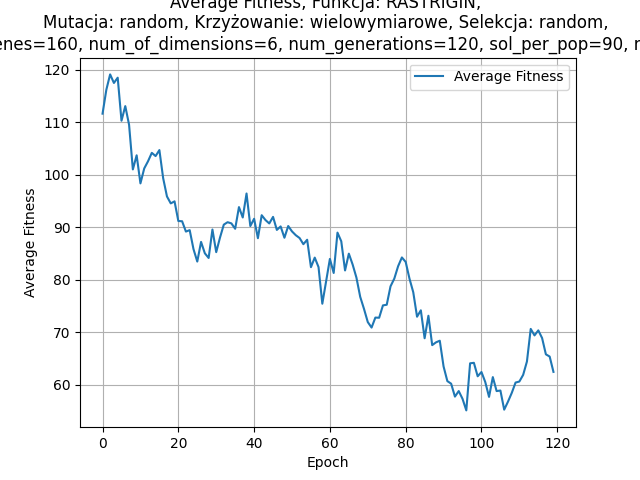 Average Fitness, Funkcja: RASTRIGIN,
Mutacja: random, Krzyżowanie: wielowymiarowe, Selekcja: random,
enes=160, num_of_dimensions=6, num_generations=120, sol_per_pop=90,
Average Fitness
120
110
100
90
80
70
60
Average Fitness
0 20 40 60 80 100 120
Epoch